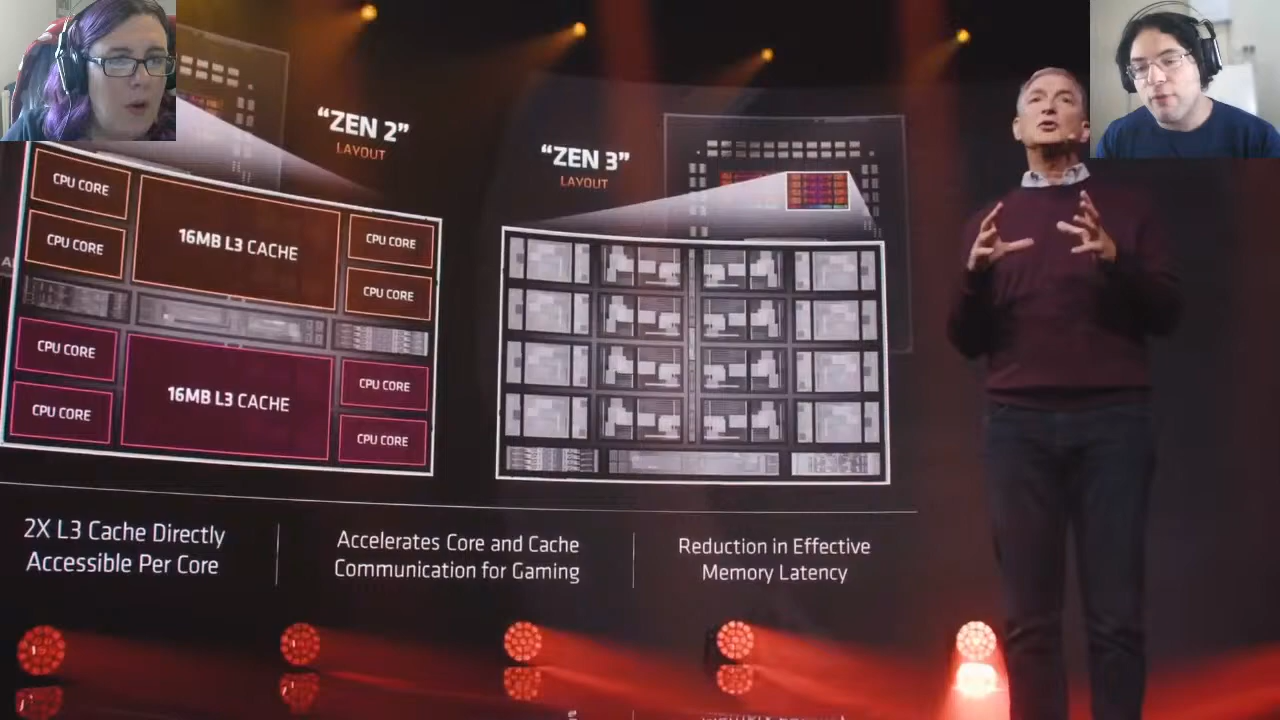 “ZEN 2”
LAYOUT
CPU CORE
16MB L3 CACHE
CPU CORE
CPU CORE
CPU CORE
CPU CORE
16MB L3 CACHE
CPU CORE
CPU CORE
CPU CORE
“ZEN 3”
LAYOUT
2X L3 Cache Directly
Accessible Per Core
Accelerates Core and Cache
Communication for Gaming
Reduction in Effective
Memory Latency